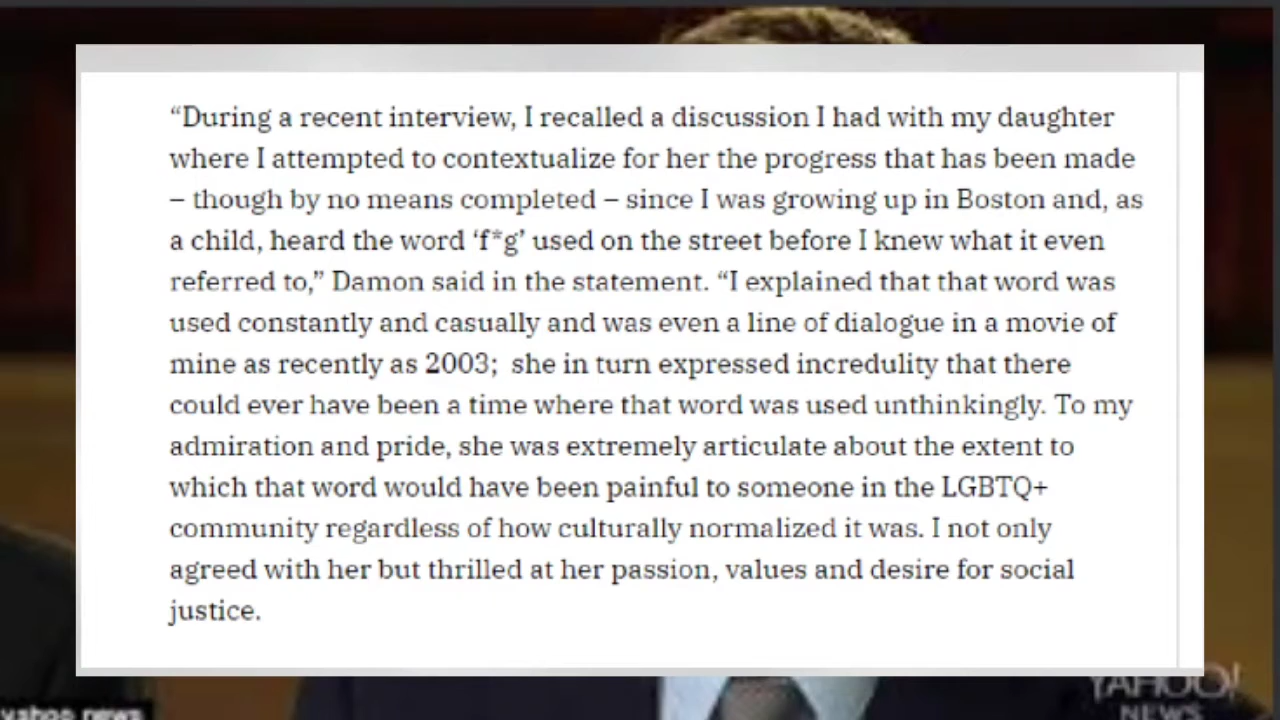 “During a recent interview, I recalled a discussion I had with my daughter
where I attempted to contextualize for her the progress that has been made
– though by no means completed – since I was growing up in Boston and, as
a child, heard the word ‘f*g’ used on the street before I knew what it even
referred to,” Damon said in the statement. “I explained that that word was
used constantly and casually and was even a line of dialogue in a movie of
mine as recently as 2003;  she in turn expressed incredulity that there
could ever have been a time where that word was used unthinkingly. To my
admiration and pride, she was extremely articulate about the extent to
which that word would have been painful to someone in the LGBTQ+
community regardless of how culturally normalized it was. I not only
agreed with her but thrilled at her passion, values and desire for social
justice.
YAHOO!
NEWS
yahoo news